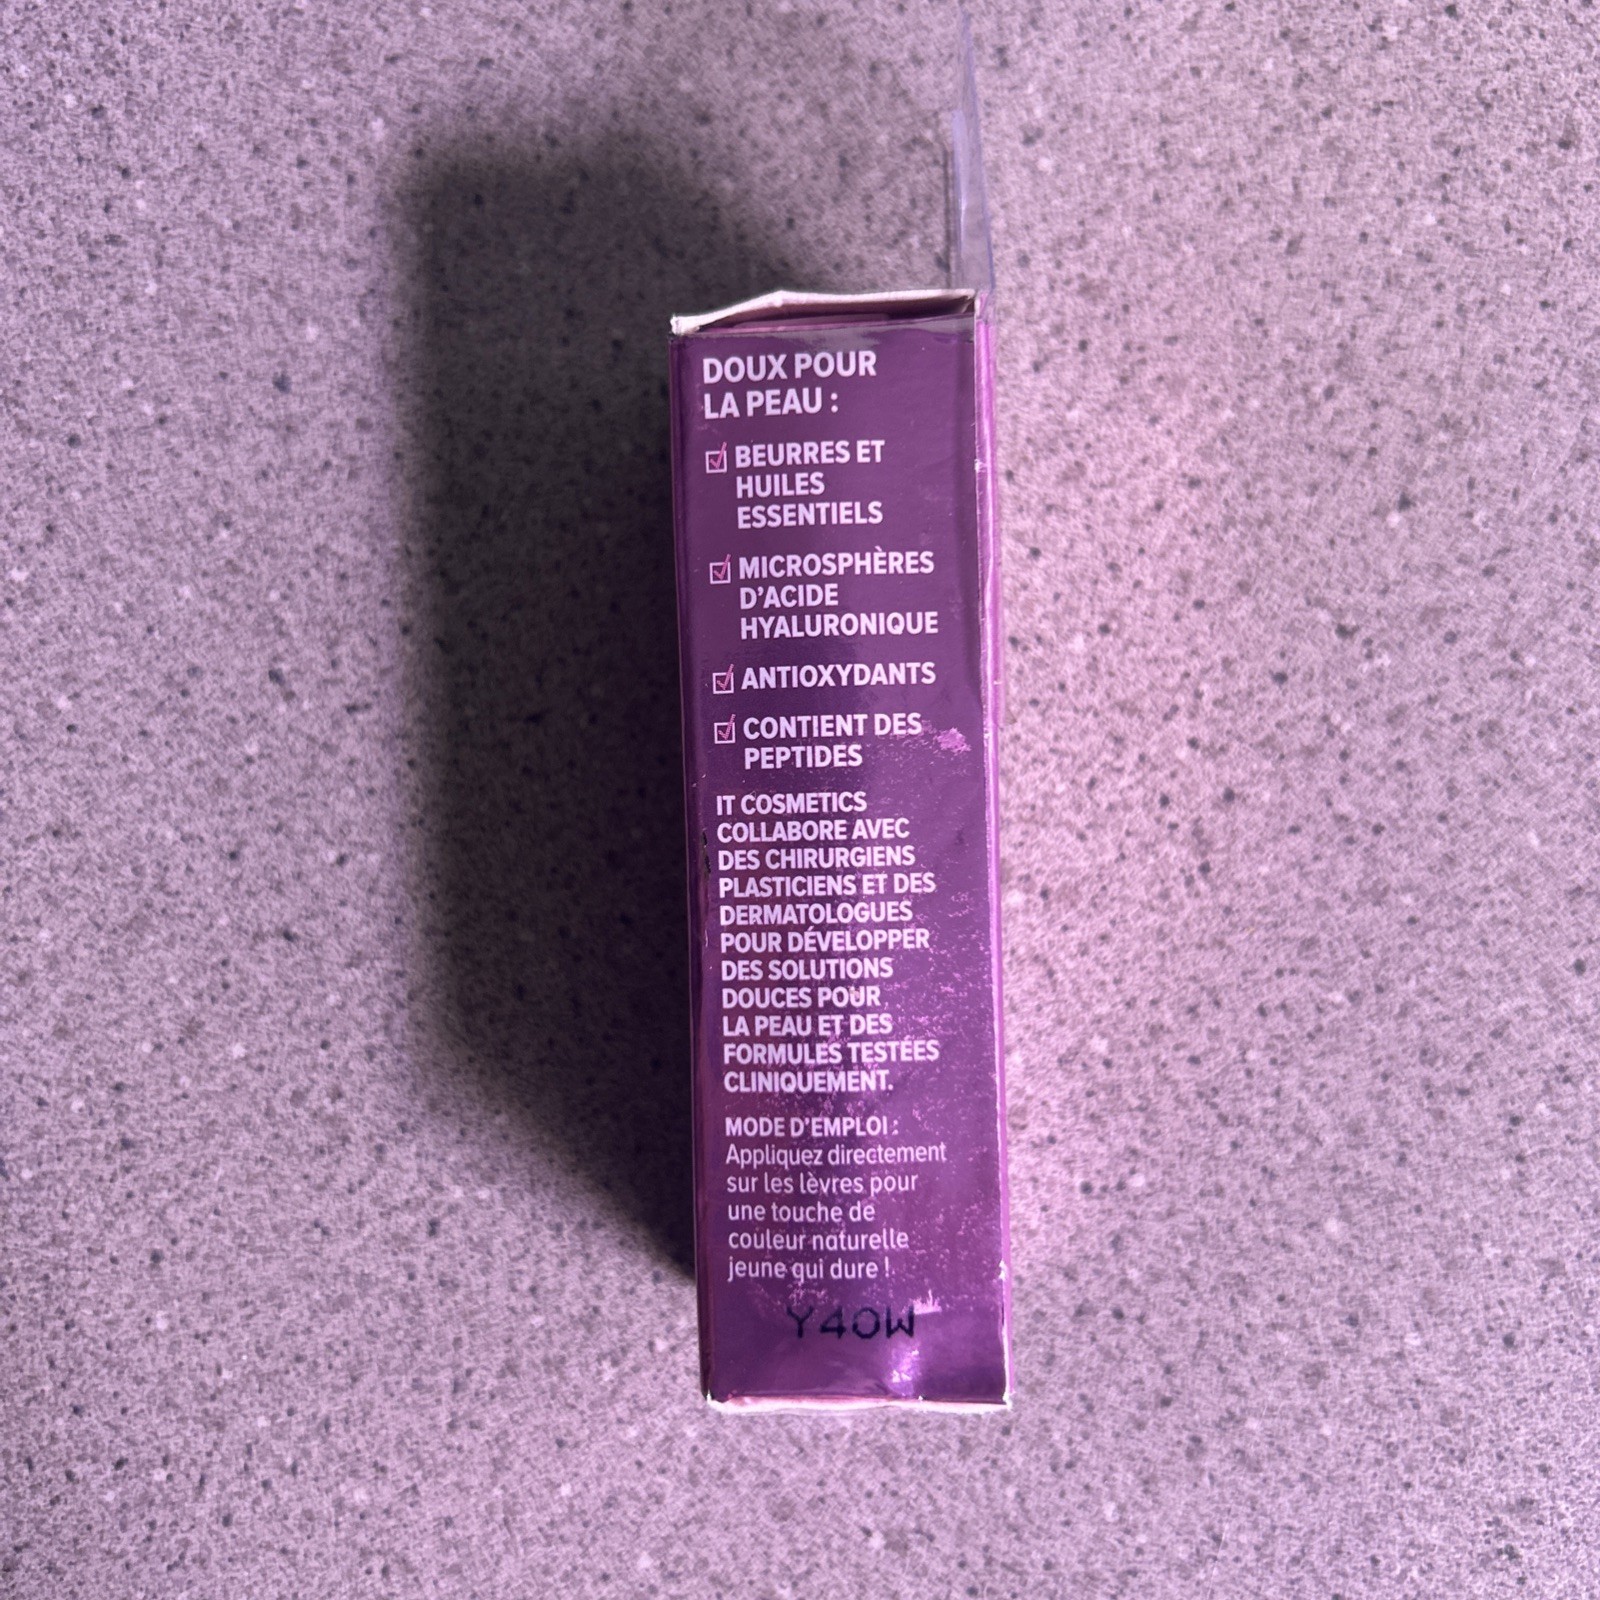 DOUX POUR
LA PEAU :
BEURRES ET
HUILES
ESSENTIELS
MICROSPHÈRES
D'ACIDE
HYALURONIQUE
ANTIOXYDANTS
CONTIENT DES
PEPTIDES
IT COSMETICS
COLLABORE AVEC
DES CHIRURGIENS
PLASTICIENS ET DES
DERMATOLOGUES
POUR DÉVELOPPER
DES SOLUTIONS
DOUCES POUR
LA PEAU ET DES
FORMULES TESTÉES
CLINIQUEMENT.
MODE D'EMPLOI :
Appliquez directement
sur les lèvres pour
une touche de
couleur naturelle
jeune qui dure !
Y40W